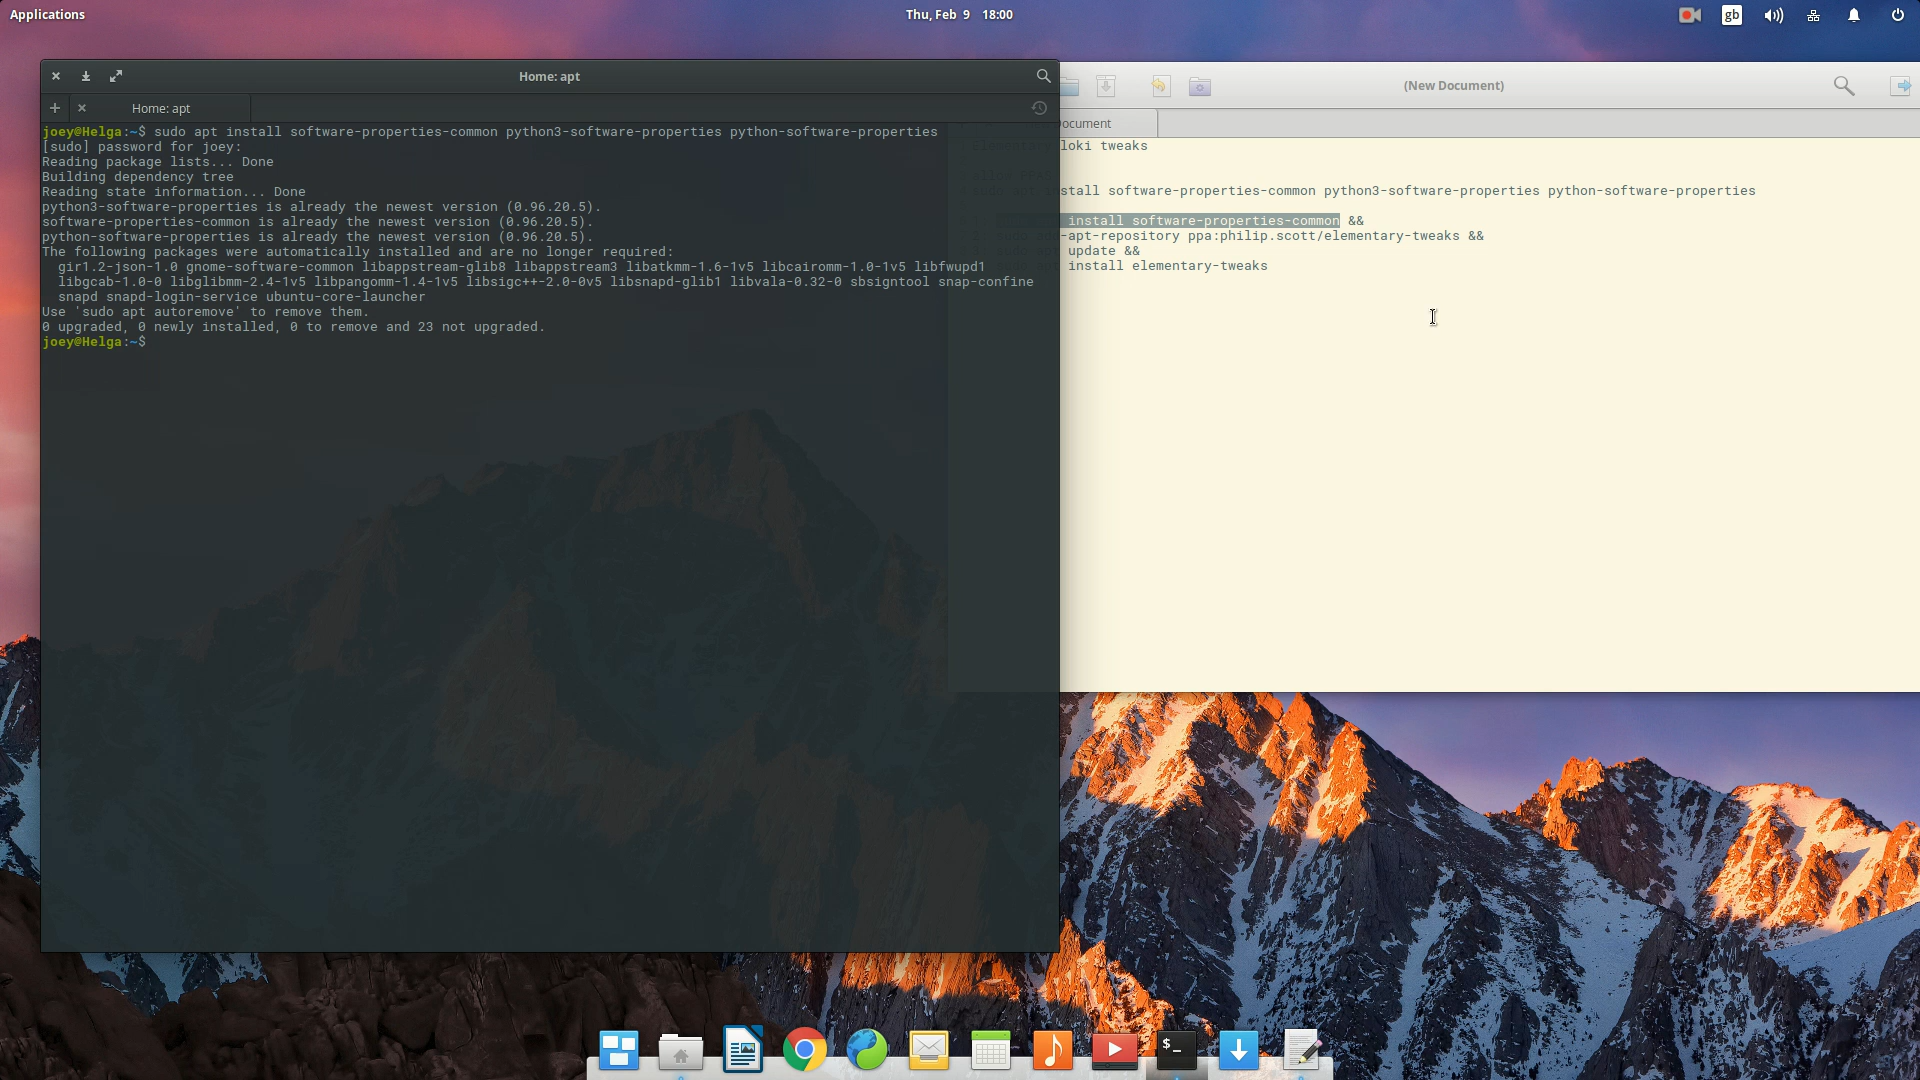 Applications
Thu, Feb 9 18:00
gb
Home: apt
Home: apt
joey@Helga:~$ sudo apt install software-properties-common python3-software-properties python-software-properties
[sudo] password for joey:
Reading package lists... Done
Building dependency tree
Reading state information... Done
python3-software-properties is already the newest version (0.96.20.5).
software-properties-common is already the newest version (0.96.20.5).
python-software-properties is already the newest version (0.96.20.5).
The following packages were automatically installed and are no longer required:
gir1.2-json-1.0 gnome-software-common libappstream-glib8 libappstream3 libatkmm-1.6-1v5 libcairomm-1.0-1v5 libfwupd1
libgcab-1.0-0 libglibmm-2.4-1v5 libpangomm-1.4-1v5 libsigc++-2.0-0v5 libsnapd-glib1 libvala-0.32-0 sbsigntool snap-confine
snapd snapd-login-service ubuntu-core-launcher
Use 'sudo apt autoremove' to remove them.
0 upgraded, 0 newly installed, 0 to remove and 23 not upgraded.
joey@Helga:~$
(New Document)
ocument
loki tweaks
stall software-properties-common python3-software-properties python-software-properties
install software-properties-common &&
-apt-repository ppa:philip.scott/elementary-tweaks &&
update &&
install elementary-tweaks
$_